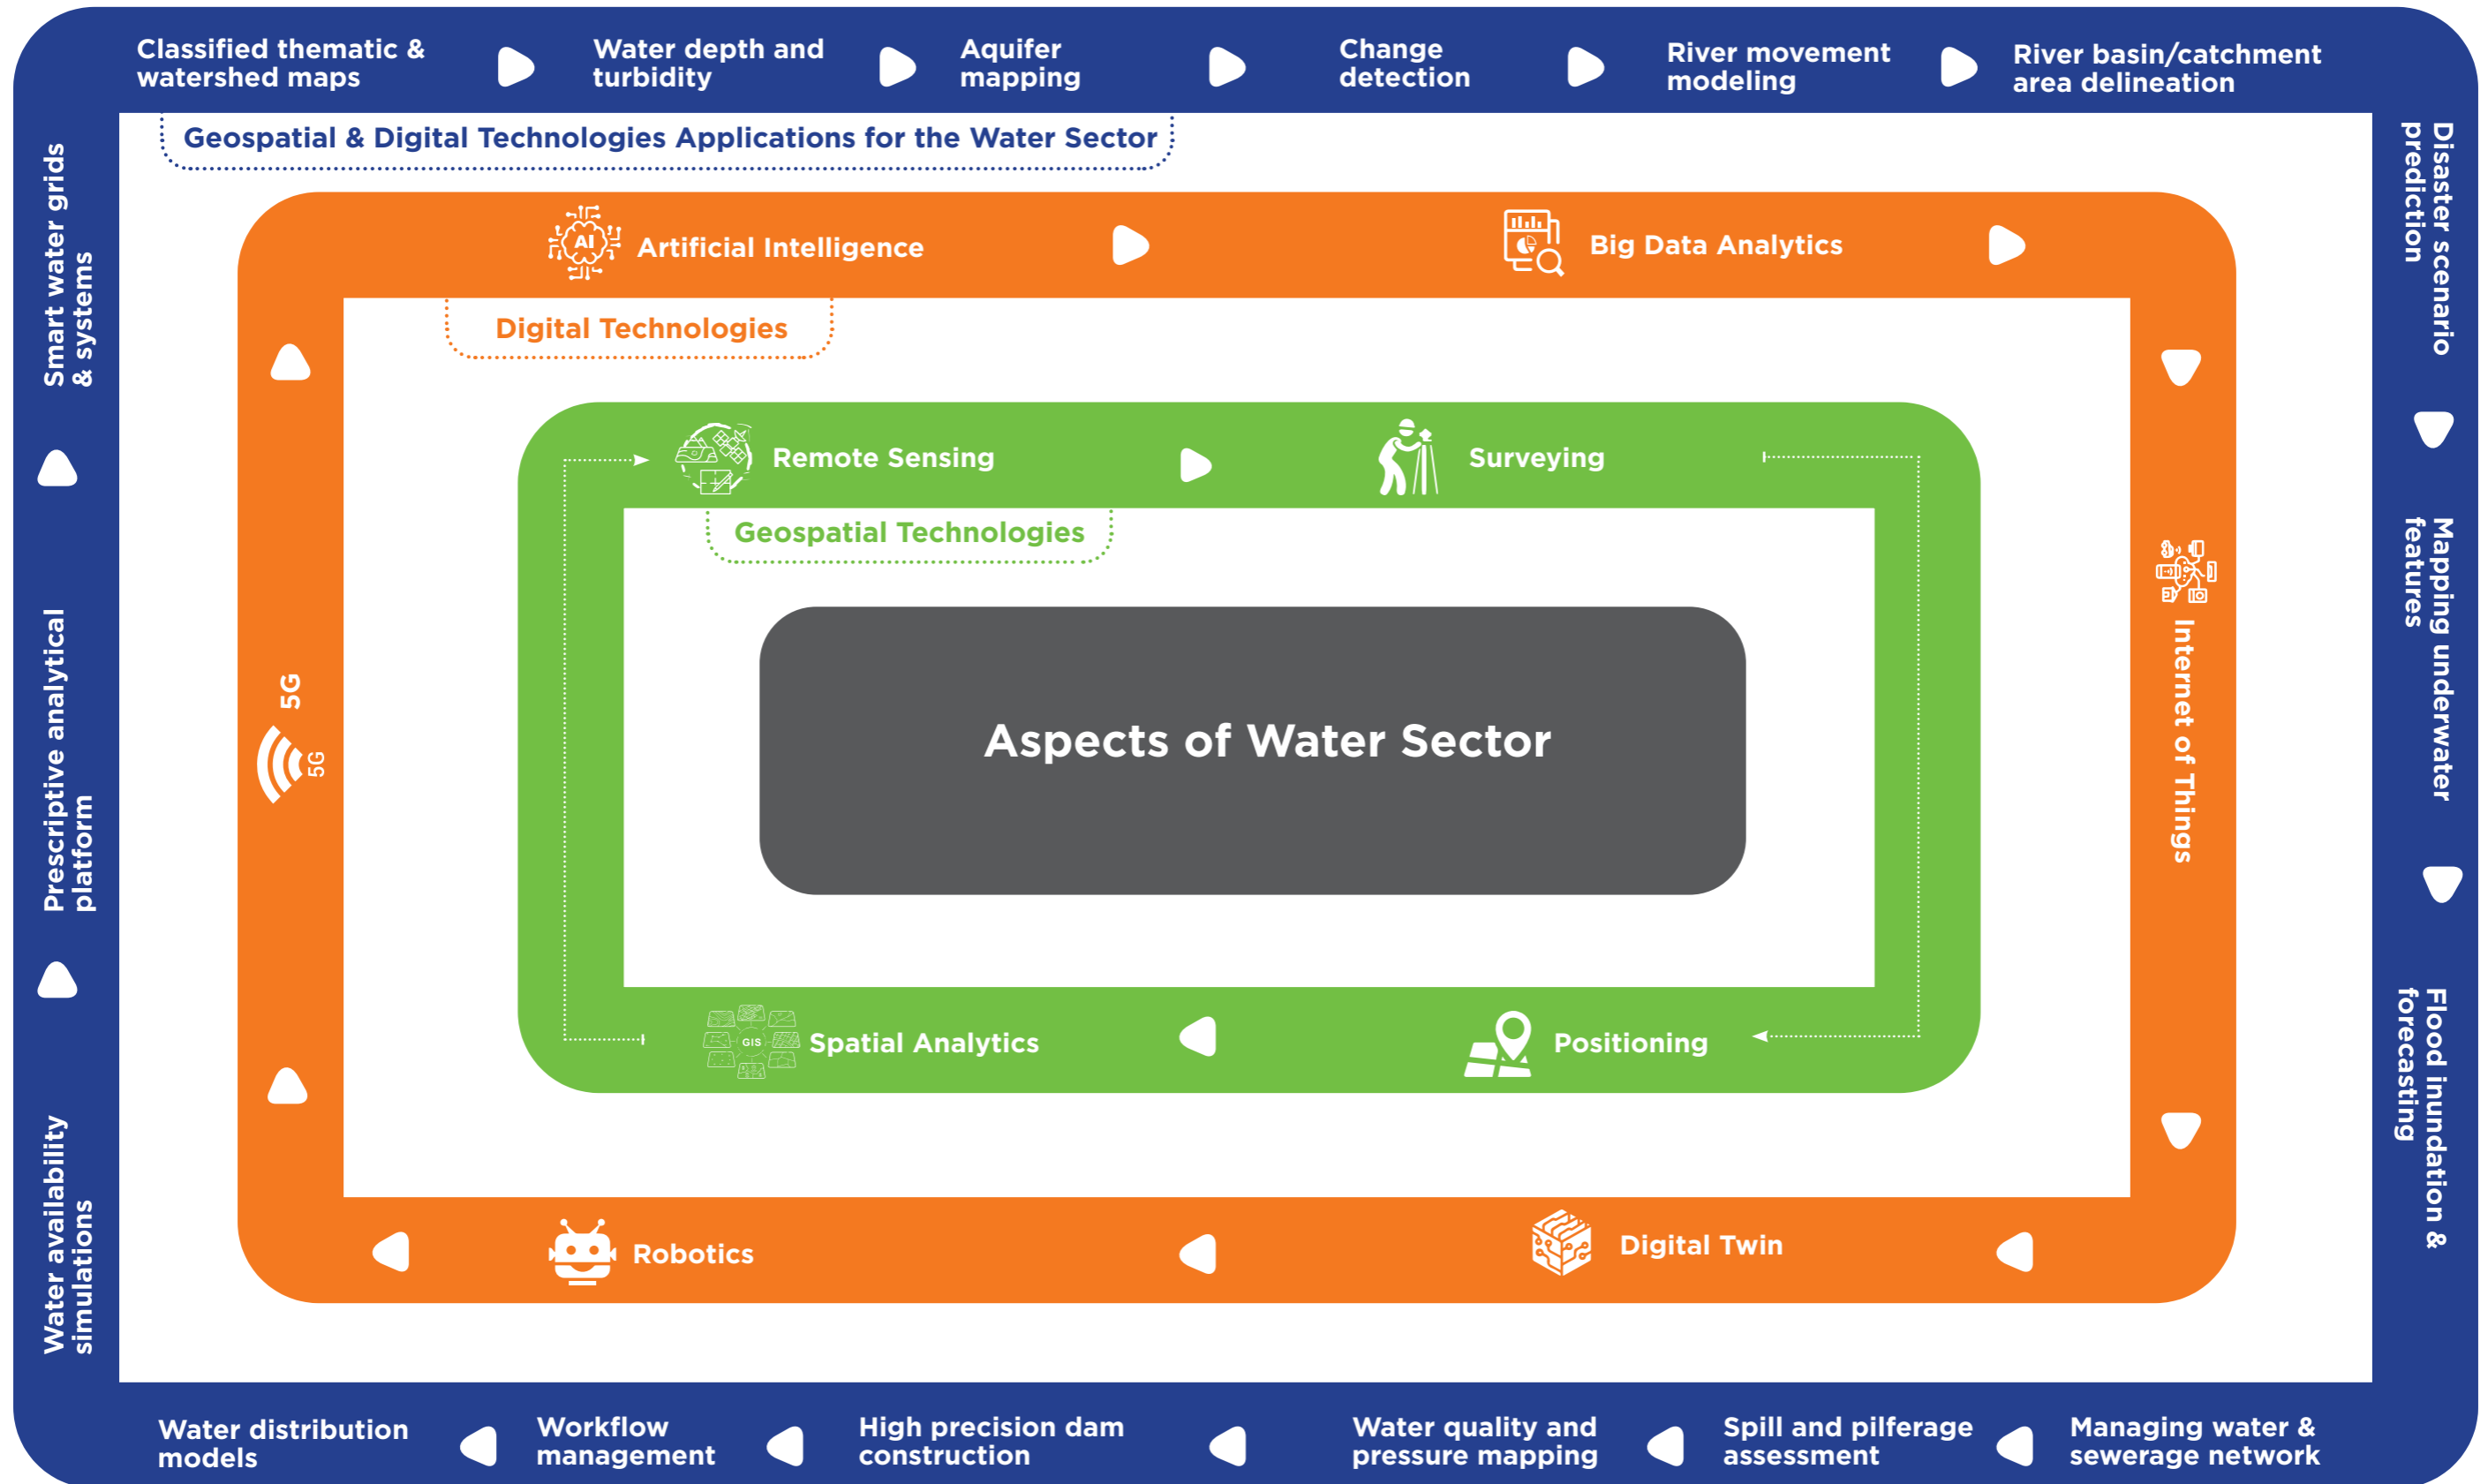 Classified thematic &
watershed maps
Water depth and
turbidity
Aquifer
mapping
Change
detection
River movement
modeling
River basin/catchment
area delineation
Geospatial & Digital Technologies Applications for the Water Sector
Disaster scenario
prediction
Mapping underwater
features
Flood inundation &
forecasting
Managing water &
sewerage network
Spill and pilferage
assessment
Water quality and
pressure mapping
High precision dam
construction
Workflow
management
Water distribution
models
Water availability
simulations
Prescriptive analytical
platform
Smart water grids
& systems
AI
Artificial Intelligence
Big Data Analytics
Digital Technologies
Internet of Things
Digital Twin
Robotics
5G
5G
Remote Sensing
Surveying
Geospatial Technologies
Positioning
GIS
Spatial Analytics
Aspects of Water Sector